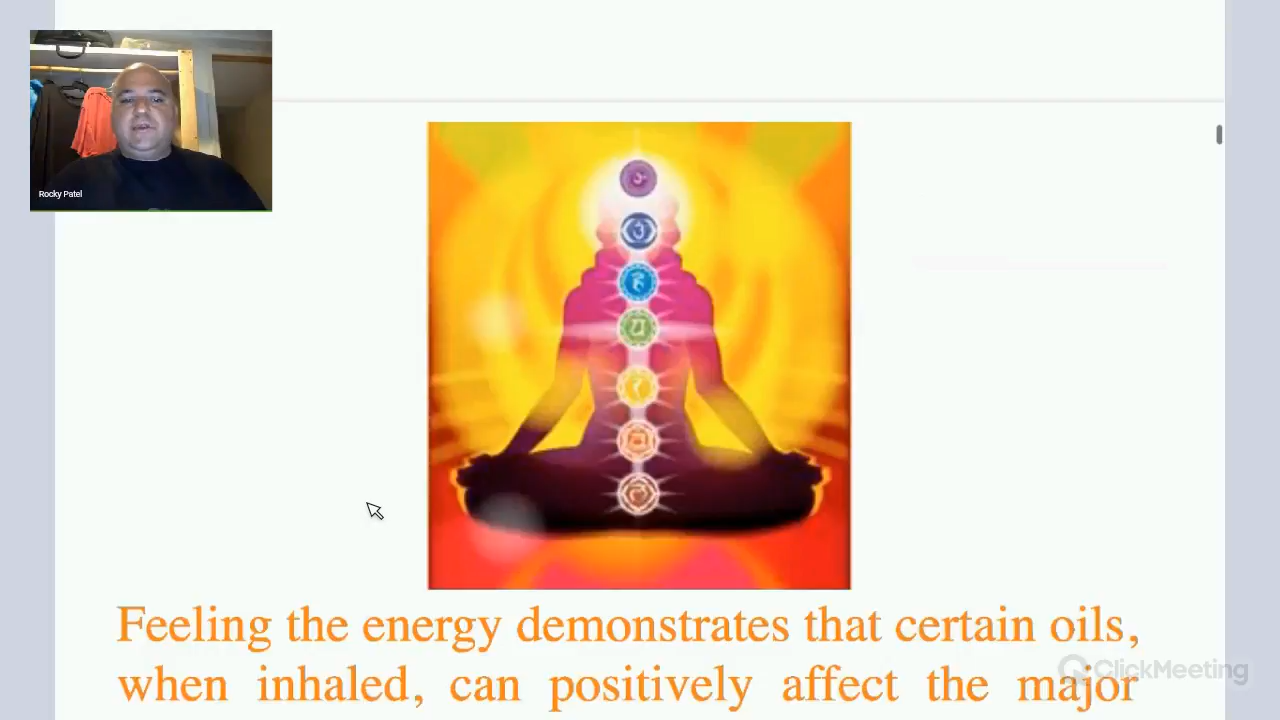 Rocky Patel
Feeling the energy demonstrates that certain oils,
when inhaled, can positively affect the major
ClickMeeting